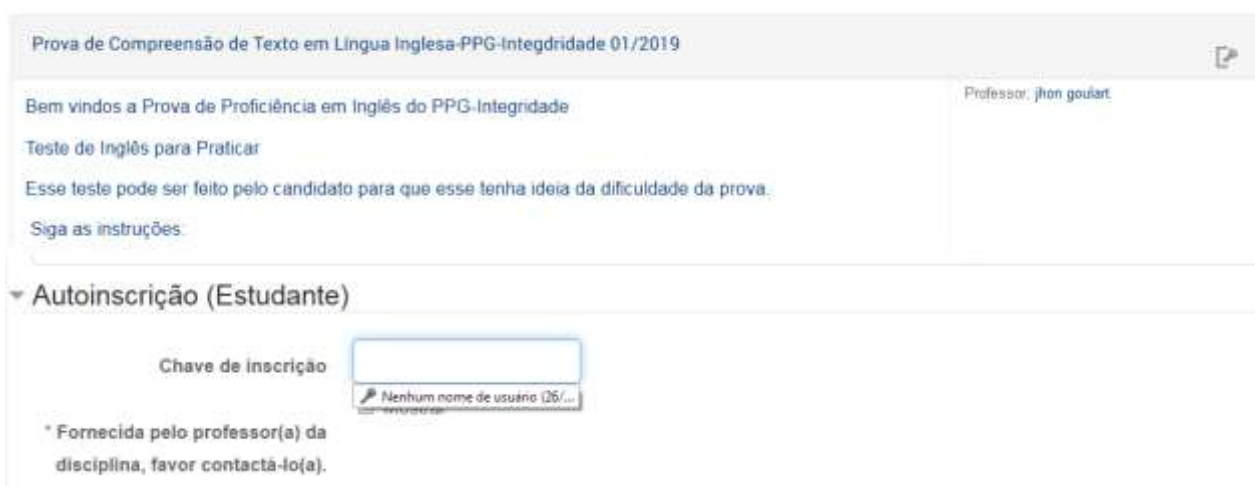 Prova de Compreensão de Texto em Língua Inglesa-PPG-Integdridade 01/2019
Professor: jhon goulart
Bem vindos a Prova de Proficiência em Inglês do PPG-Integridade
Teste de Inglês para Praticar
Esse teste pode ser feito pelo candidato para que esse tenha ideia da dificuldade da prova.
Siga as instruções:
Autoinscrição (Estudante)
Chave de inscrição
Nenhum nome de usuário (26/...
* Fornecida pelo professor(a) da
disciplina, favor contactá-lo(a).